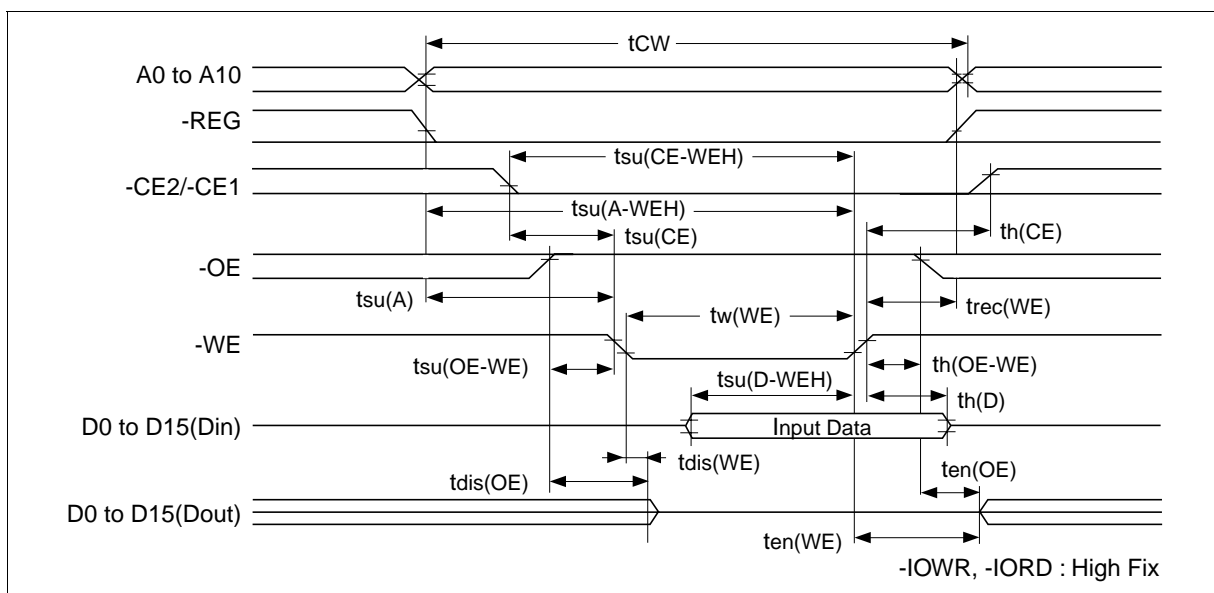 tCW
A0 to A10
-REG
tsu(CE-WEH)
-CE2/-CE1
tsu(A-WEH)
tsu(CE)
th(CE)
-OE
tsu(A)
tw(WE)
trec(WE)
-WE
tsu(OE-WE)
th(OE-WE)
tsu(D-WEH)
th(D)
D0 to D15(Din)
Input Data
tdis(WE)
tdis(OE)
ten(OE)
D0 to D15(Dout)
ten(WE)
-IOWR, -IORD : High Fix